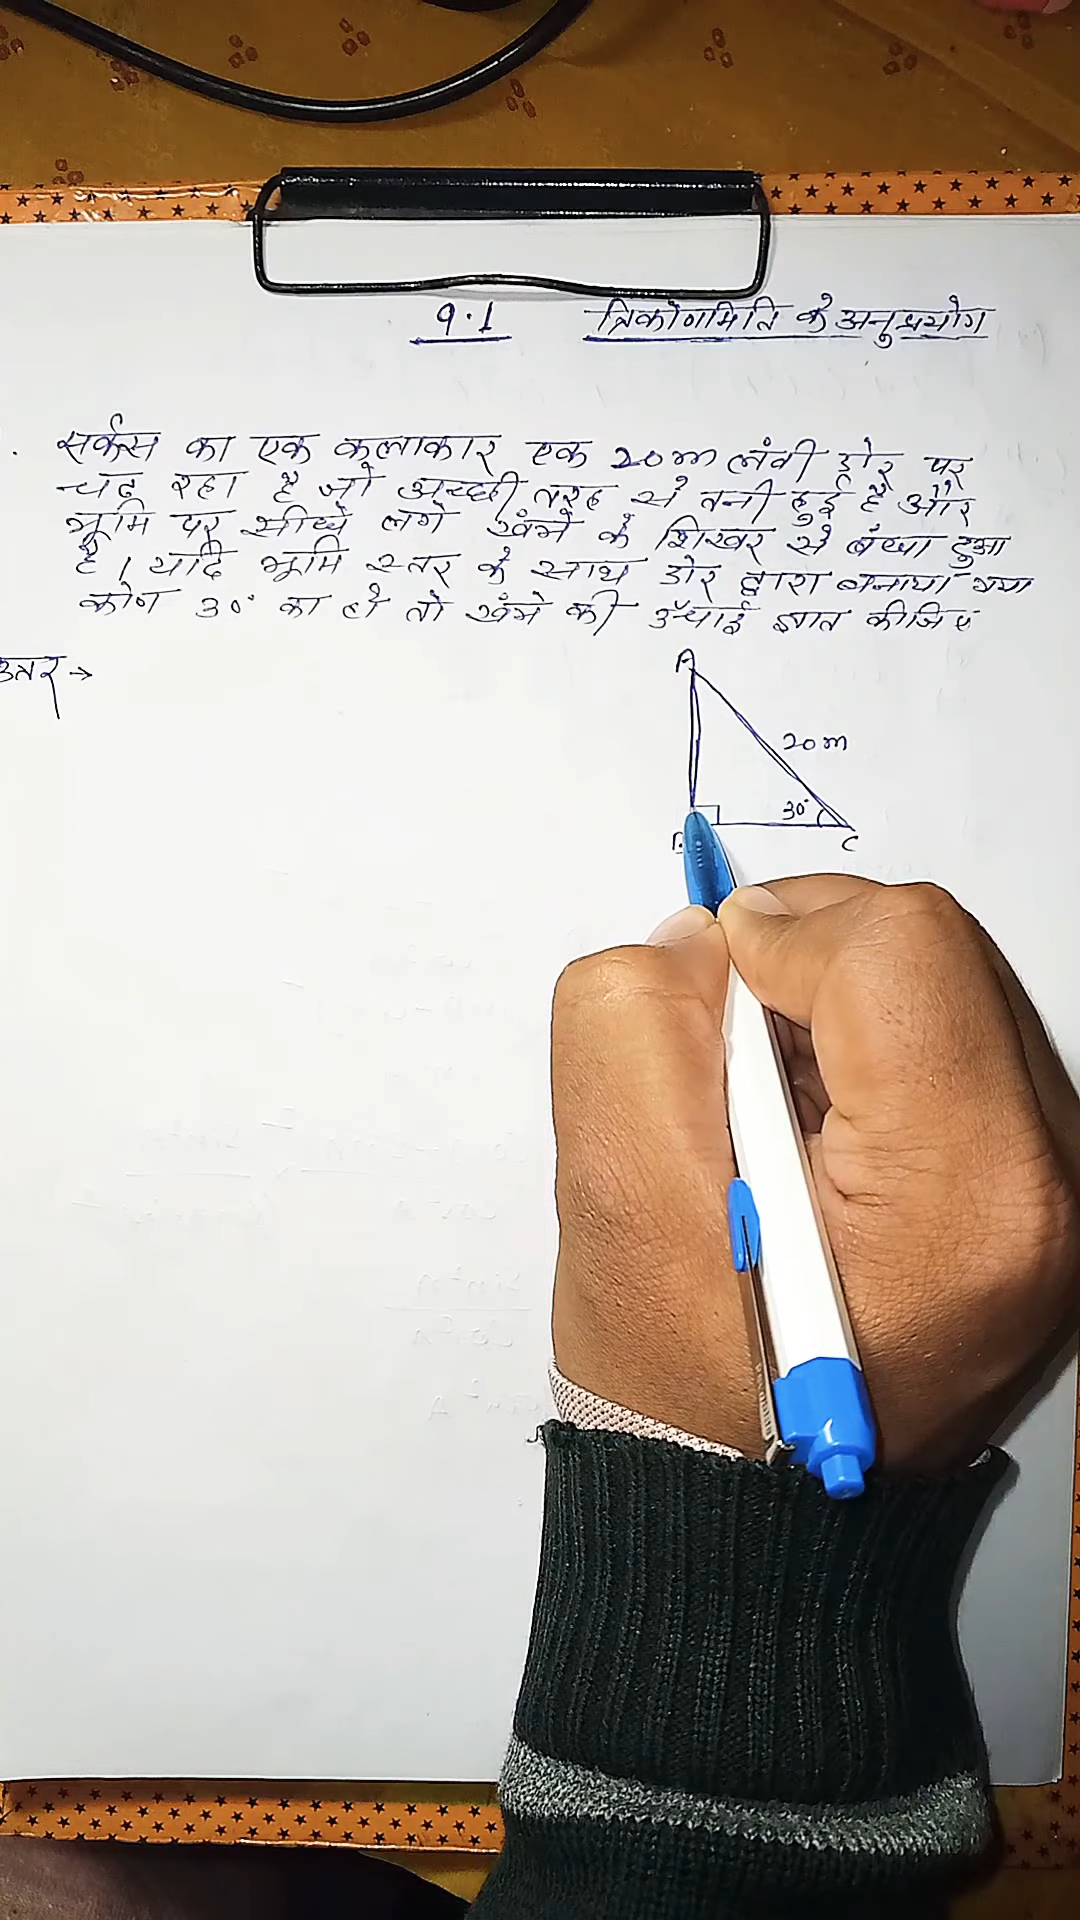 9.1 त्रिकोणमिति के अनुप्रयोग
सर्कस का एक कलाकार एक 20m लंबी डोर पर
चढ़ रहा है जो अच्छी तरह से तनी हुई है और
भूमि पर सीधे लगे खंभे के शिखर से बंधा हुआ
है। यदि भूमि स्तर के साथ डोर द्वारा बनाया गया
कोण 30° का हो तो खंभे की ऊँचाई ज्ञात कीजिए
उत्तर→
A
20m
30°
C